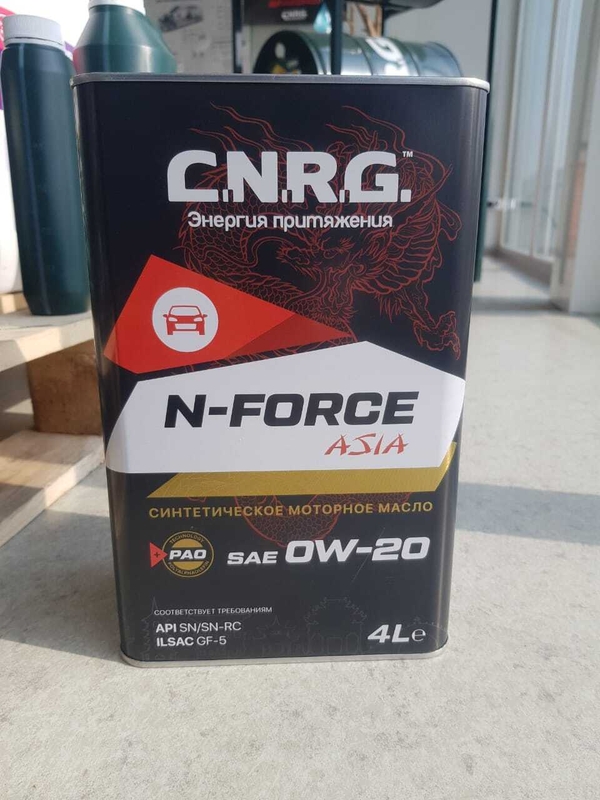 C.N.R.G.™
Энергия притяжения
N-FORCE
ASIA
СИНТЕТИЧЕСКОЕ МОТОРНОЕ МАСЛО
TECHNOLOGY
PAO
SAE 0W-20
СООТВЕТСТВУЕТ ТРЕБОВАНИЯМ
API SN/SN-RC
ILSAC GF-5
4L e